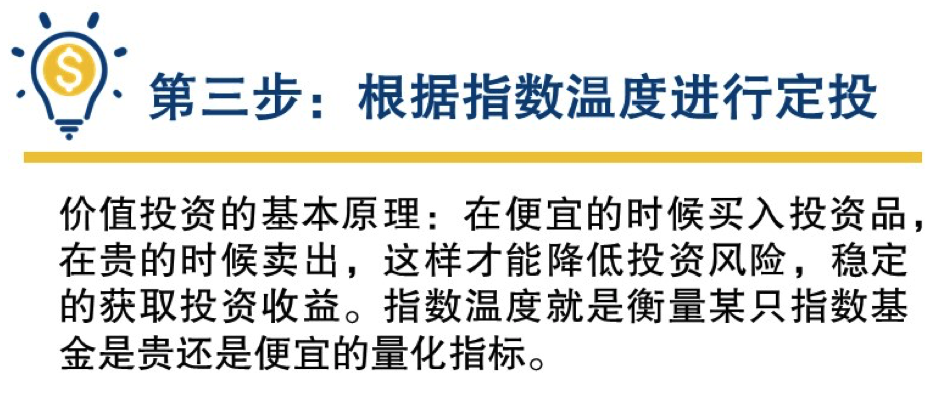 $
第三步：根据指数温度进行定投
价值投资的基本原理：在便宜的时候买入投资品，
在贵的时候卖出，这样才能降低投资风险，稳定
的获取投资收益。指数温度就是衡量某只指数基
金是贵还是便宜的量化指标。